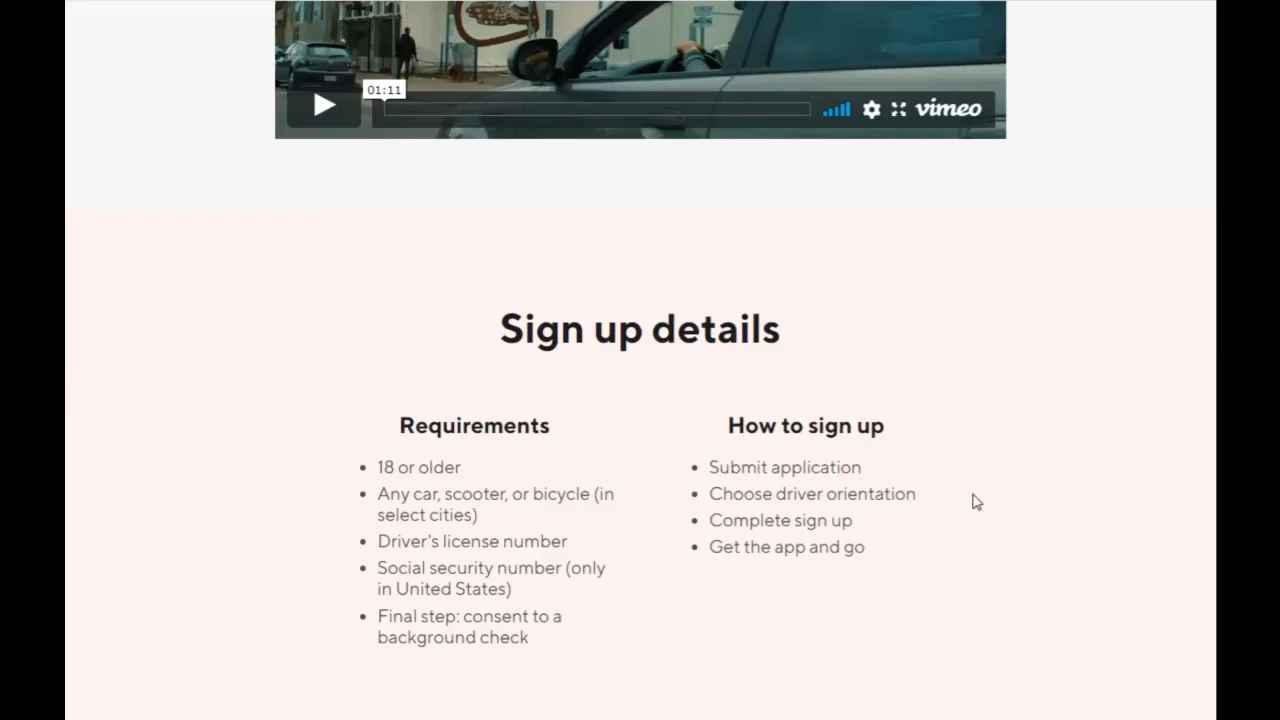 01:11
vimeo
Sign up details
Requirements
18 or older
Any car, scooter, or bicycle (in
select cities)
Driver's license number
Social security number (only
in United States)
Final step: consent to a
background check
How to sign up
Submit application
Choose driver orientation
Complete sign up
Get the app and go